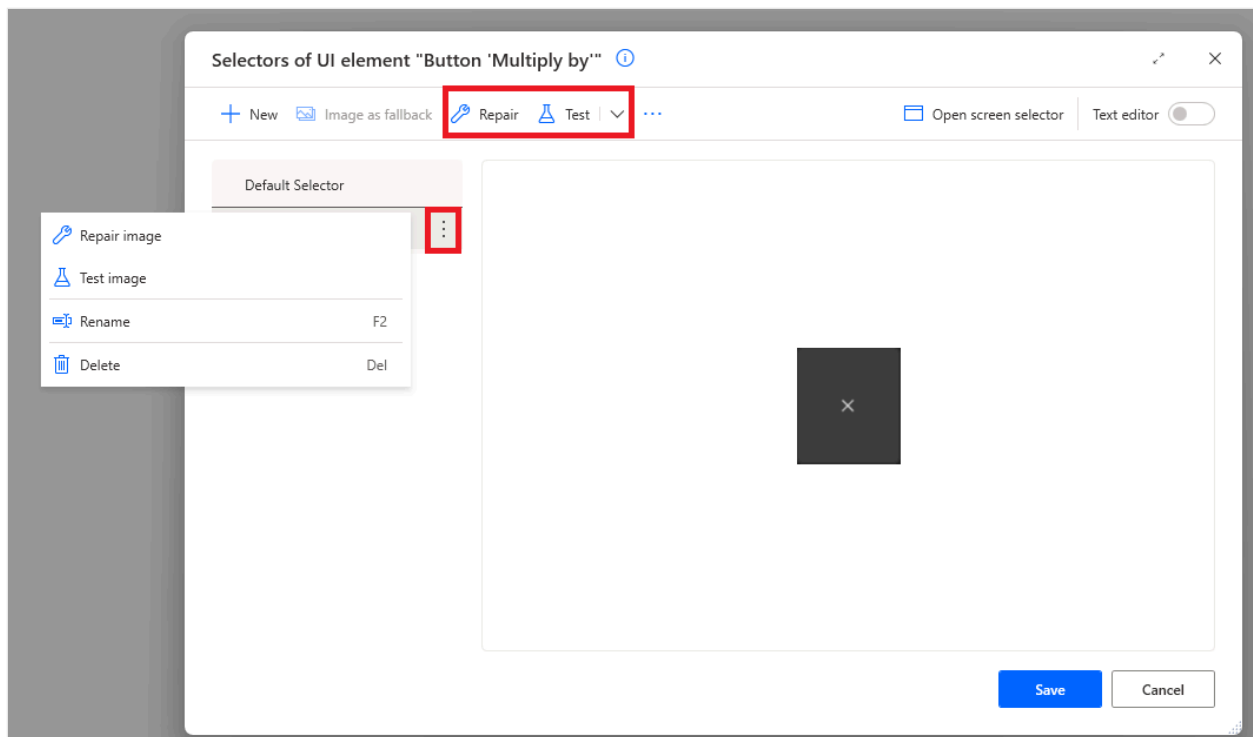 Selectors of UI element "Button 'Multiply by'"
New Image as fallback Repair Test Open screen selector Text editor
Default Selector
Repair image
Test image
Rename F2
Delete Del
Save Cancel